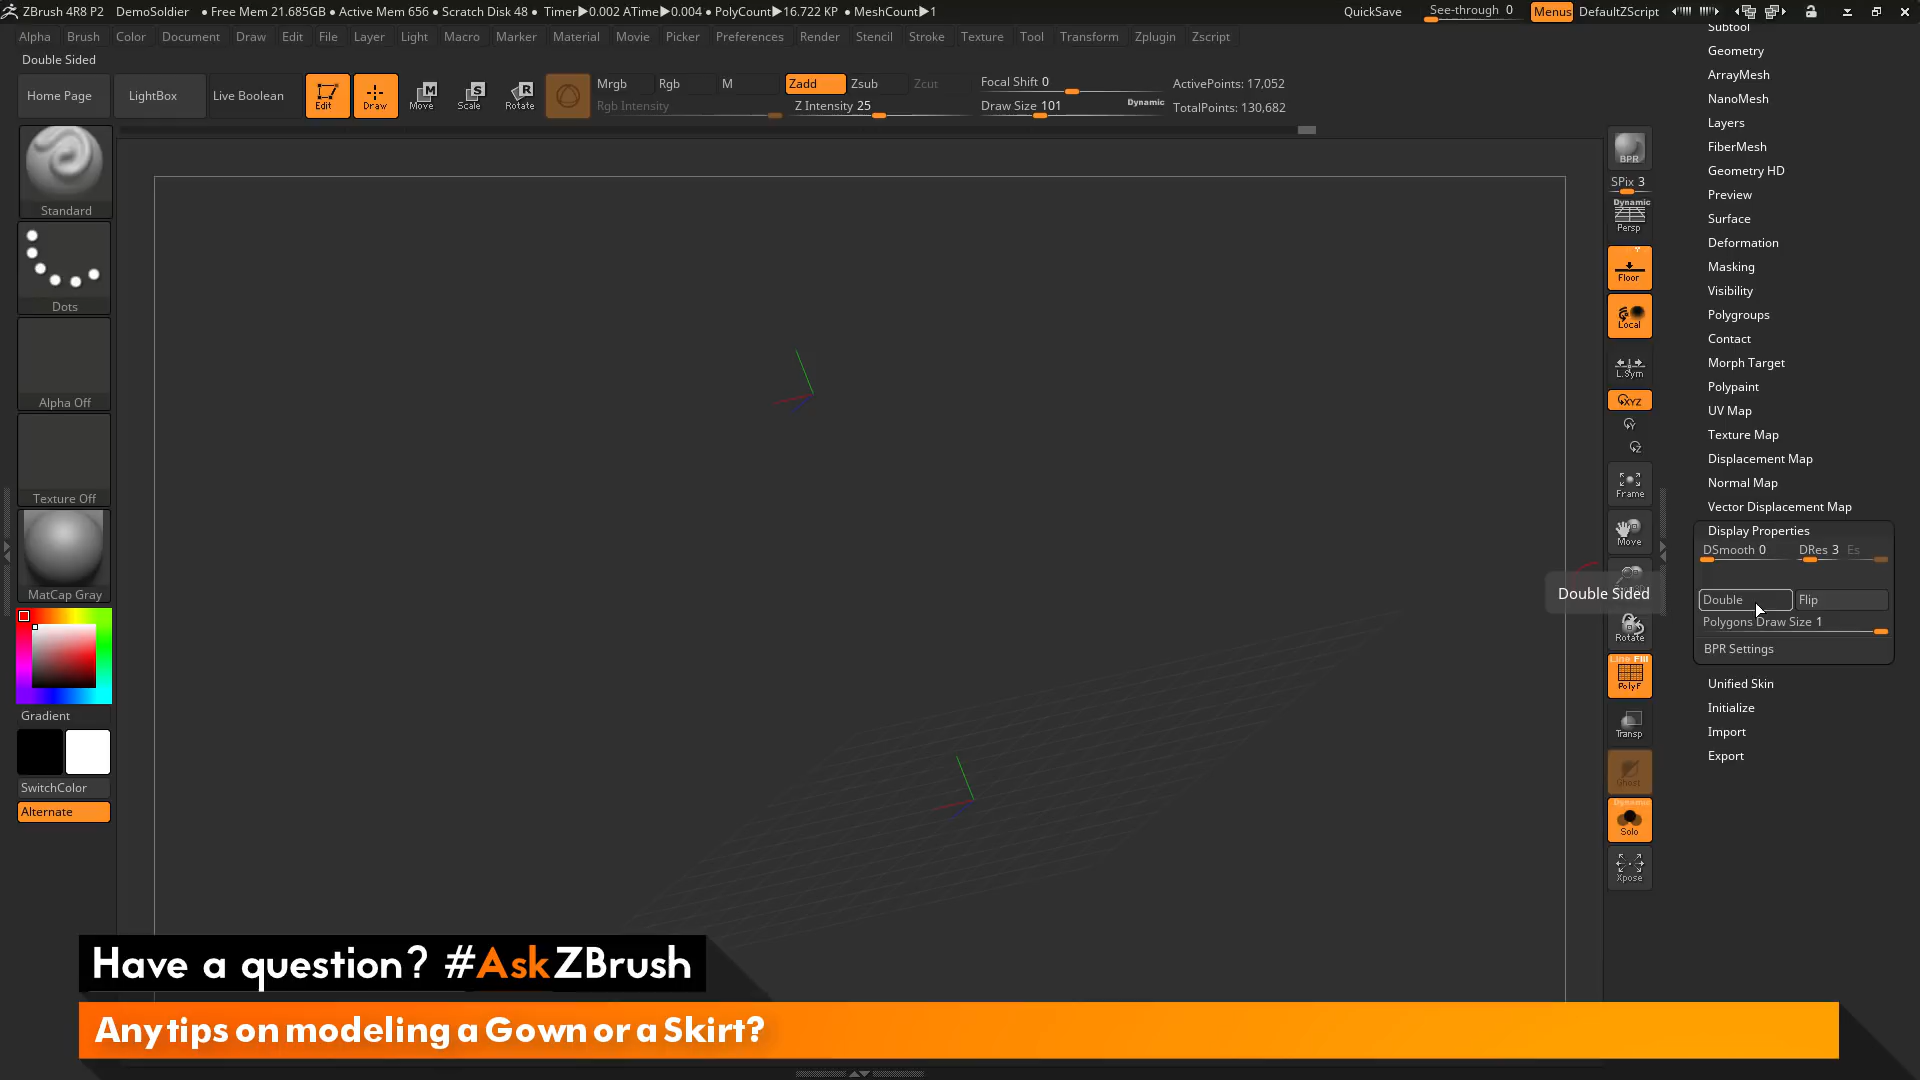 ZBrush 4R8 P2 DemoSoldier • Free Mem 21.685GB • Active Mem 656 • Scratch Disk 48 • Timer▶0.002 ATime▶0.004 • PolyCount▶16.722 KP • MeshCount▶1 QuickSave See-through 0 Menus DefaultZScript
Alpha Brush Color Document Draw Edit File Layer Light Macro Marker Material Movie Picker Preferences Render Stencil Stroke Texture Tool Transform Zplugin Zscript
Double Sided
Home Page LightBox Live Boolean Edit Draw Move Scale Rotate
Mrgb Rgb M Zadd Zsub Zcut Focal Shift 0 ActivePoints: 17,052
Rgb Intensity Z Intensity 25 Draw Size 101 Dynamic TotalPoints: 130,682
Standard
Dots
Alpha Off
Texture Off
MatCap Gray
Gradient
SwitchColor
Alternate
BPR
SPix 3
Dynamic
Persp
Floor
Local
L.Sym
XYZ
Y
Z
Frame
Move
Double Sided
Rotate
Line Fill
PolyF
Transp
Ghost
Dynamic
Solo
Xpose
Subtool
Geometry
ArrayMesh
NanoMesh
Layers
FiberMesh
Geometry HD
Preview
Surface
Deformation
Masking
Visibility
Polygroups
Contact
Morph Target
Polypaint
UV Map
Texture Map
Displacement Map
Normal Map
Vector Displacement Map
Display Properties
DSmooth 0 DRes 3 Es
Double Flip
Polygons Draw Size 1
BPR Settings
Unified Skin
Initialize
Import
Export
Have a question? #AskZBrush
Any tips on modeling a Gown or a Skirt?